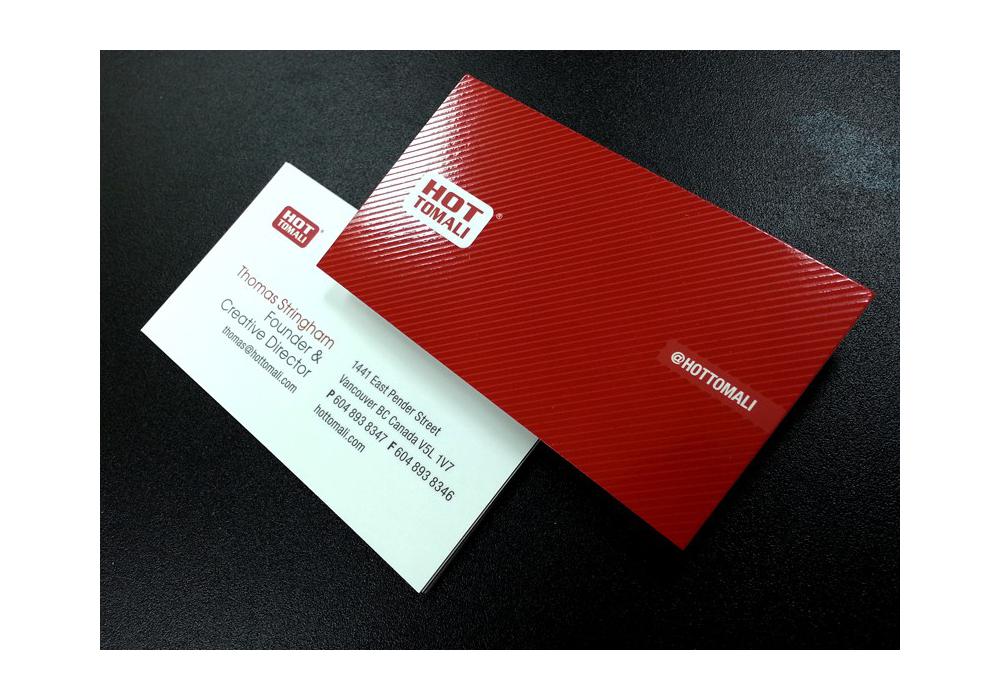 HOT
TOMALI®
Thomas Stringham
Founder &
Creative Director
thomas@hottomali.com
1441 East Pender Street
Vancouver BC Canada V5L 1V7
P 604 893 8347 F 604 893 8346
hottomali.com
HOT
TOMALI®
@HOTTOMALI